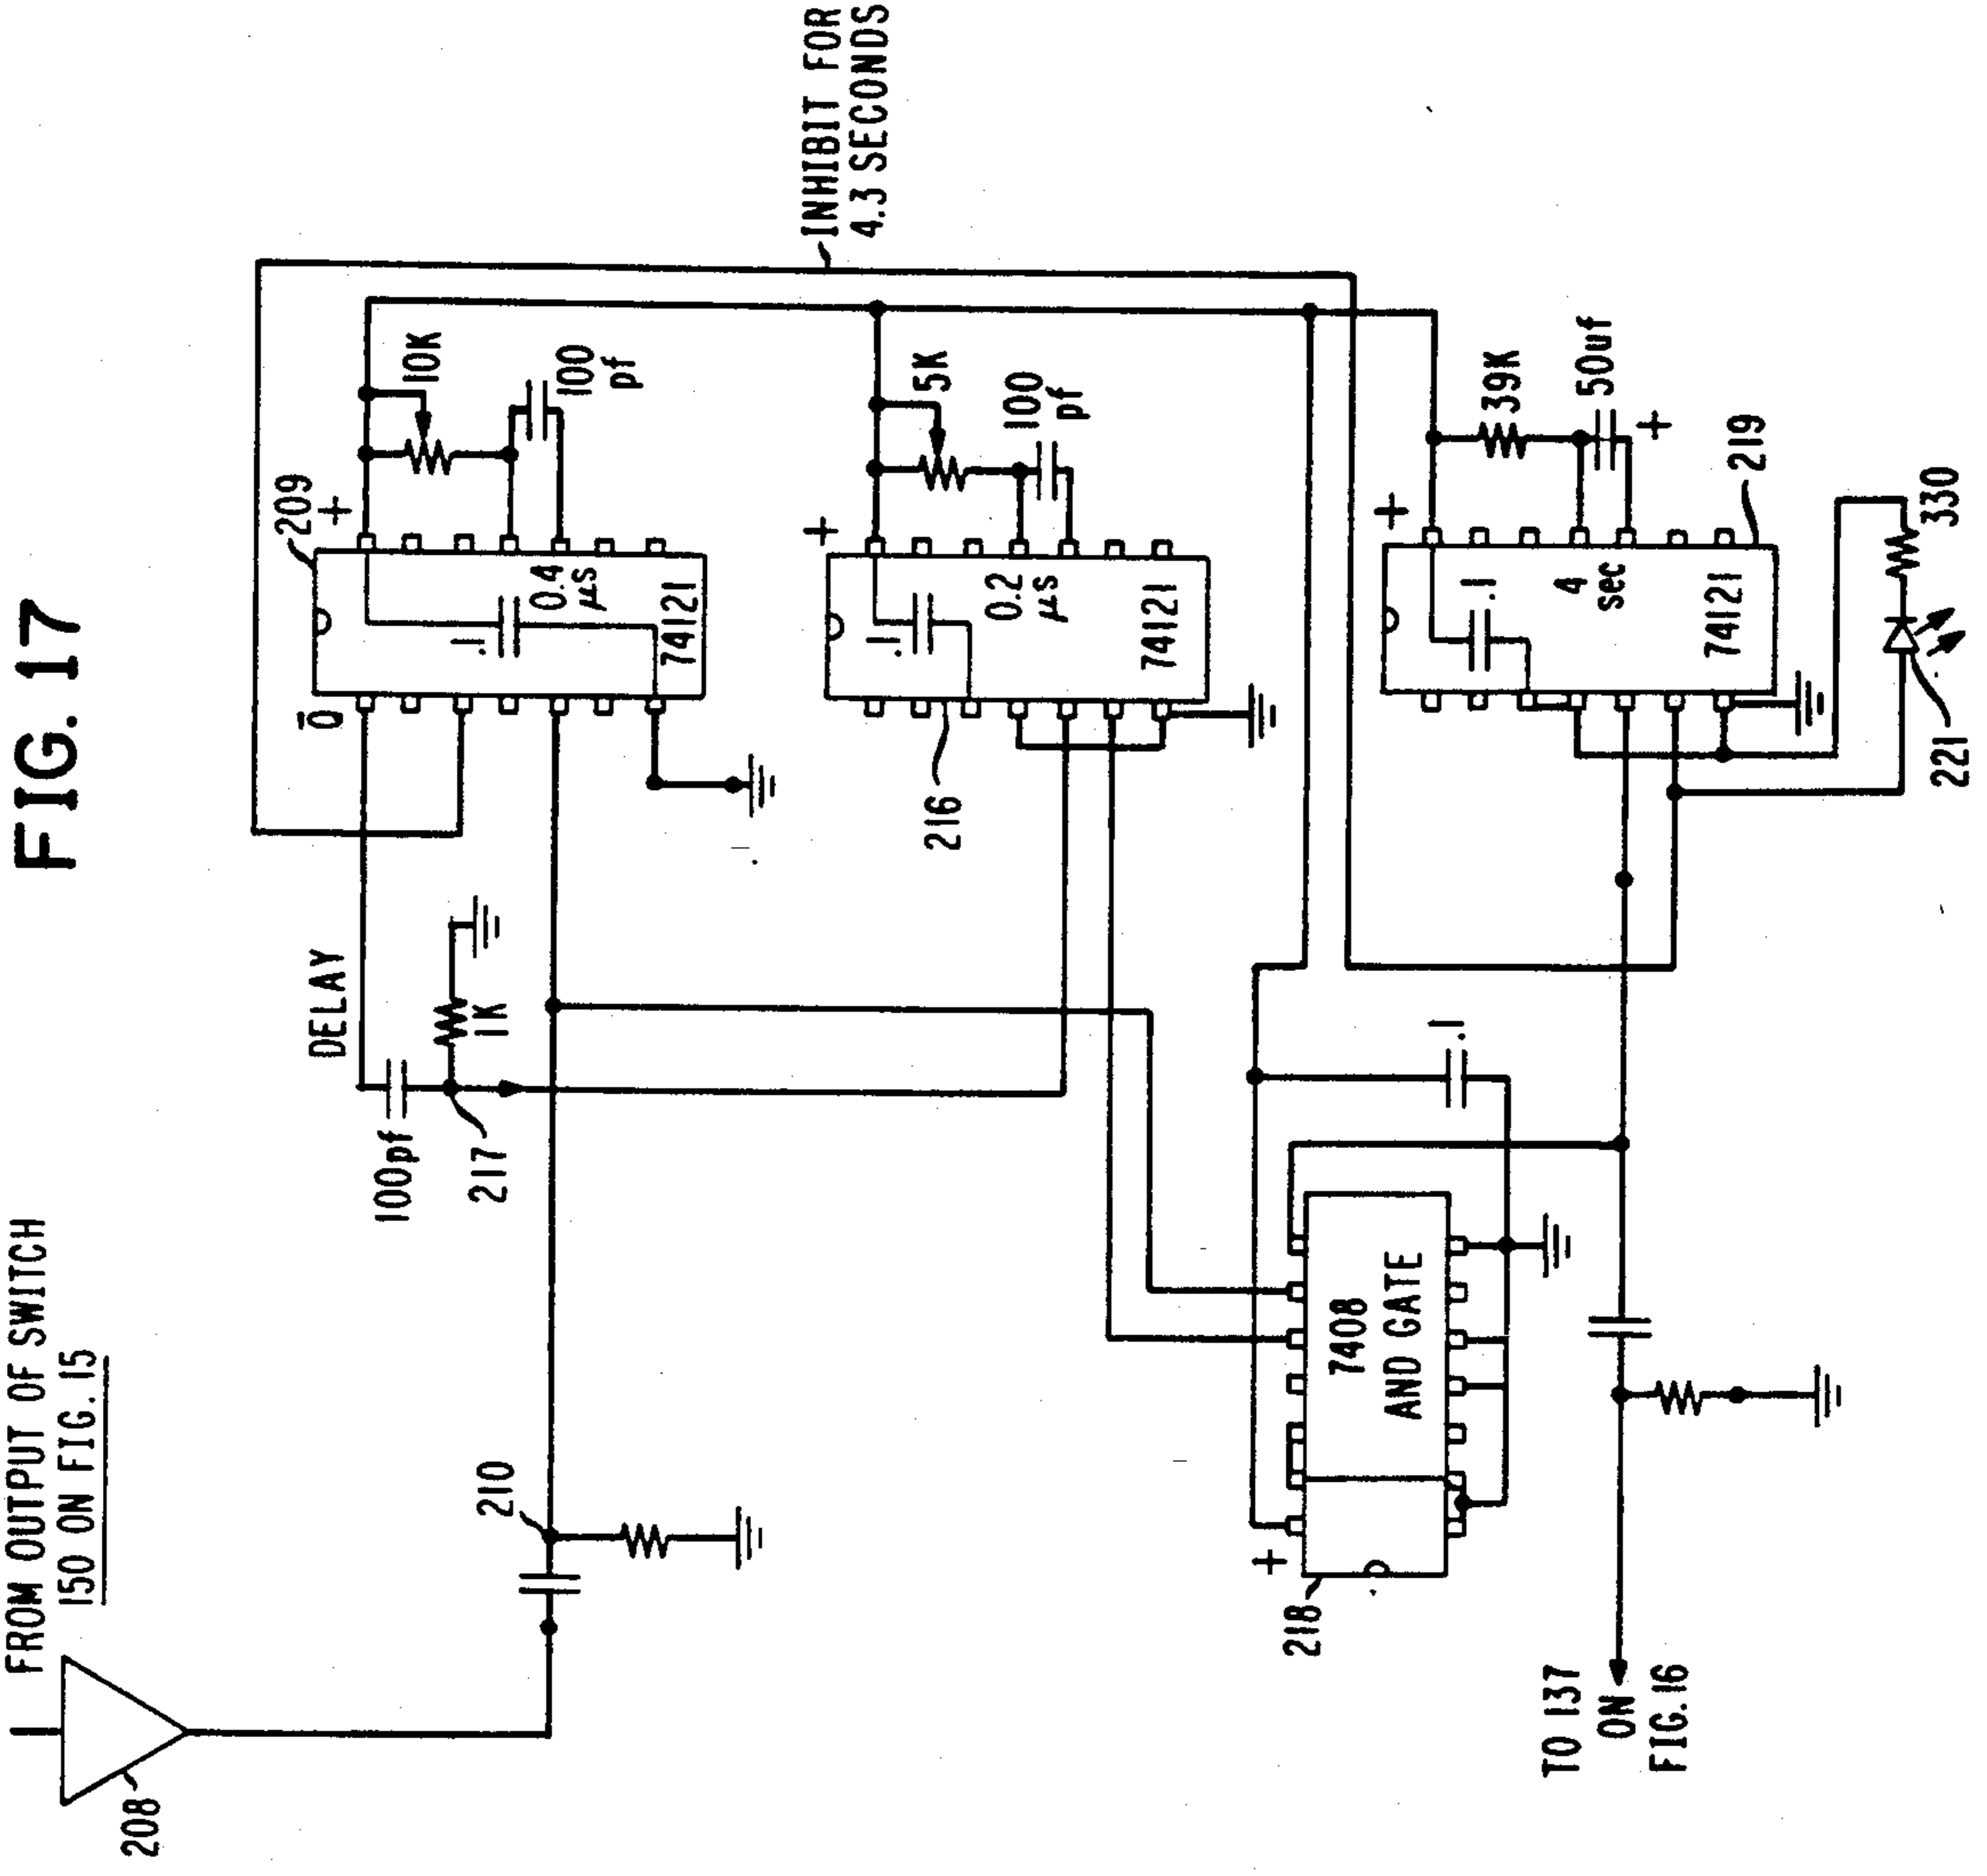 FIG. 17
FROM OUTPUT OF SWITCH
150 ON FIG. 15
208
210
DELAY
100pf
217
1K
Q̅
209
+
.1
0.4
μs
74121
10K
100
pf
INHIBIT FOR
4.3 SECONDS
216
+
.1
0.2
μs
74121
5K
100
pf
218
+
7408
AND GATE
.1
+
.1
4
sec
74121
39K
50uf
+
219
330
221
TO 137
ON
FIG.16